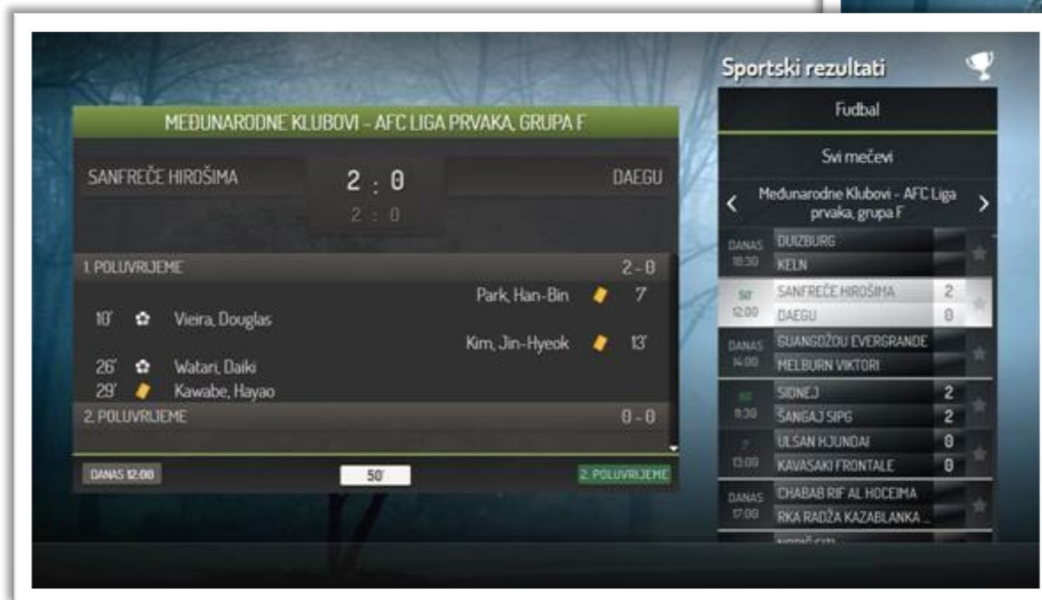 Sportski rezultati
MEĐUNARODNE KLUBOVI - AFC LIGA PRVAKA, GRUPA F
SANFREČE HIROŠIMA 2 : 0 DAEGU
2 : 0
1. POLUVRIJEME 2 - 0
Park, Han-Bin 7'
10' Vieira, Douglas
Kim, Jin-Hyeok 13'
26' Watari, Daiki
29' Kawabe, Hayao
2. POLUVRIJEME 0 - 0
DANAS 12:00 50' 2. POLUVRIJEME
Fudbal
Svi mečevi
Međunarodne Klubovi - AFC Liga
prvaka, grupa F
DANAS DUIZBURG
18:30 KELN
50' SANFREČE HIROŠIMA 2
12:00 DAEGU 0
DANAS GUANGDŽOU EVERGRANDE
14:00 MELBURN VIKTORI
SIDNEJ 2
11:30 ŠANGAJ SIPG 2
7' ULSAN HJUNDAI 0
13:00 KAVASAKI FRONTALE 0
DANAS CHABAB RIF AL HOCEIMA
17:00 RKA RADŽA KAZABLANKA ...